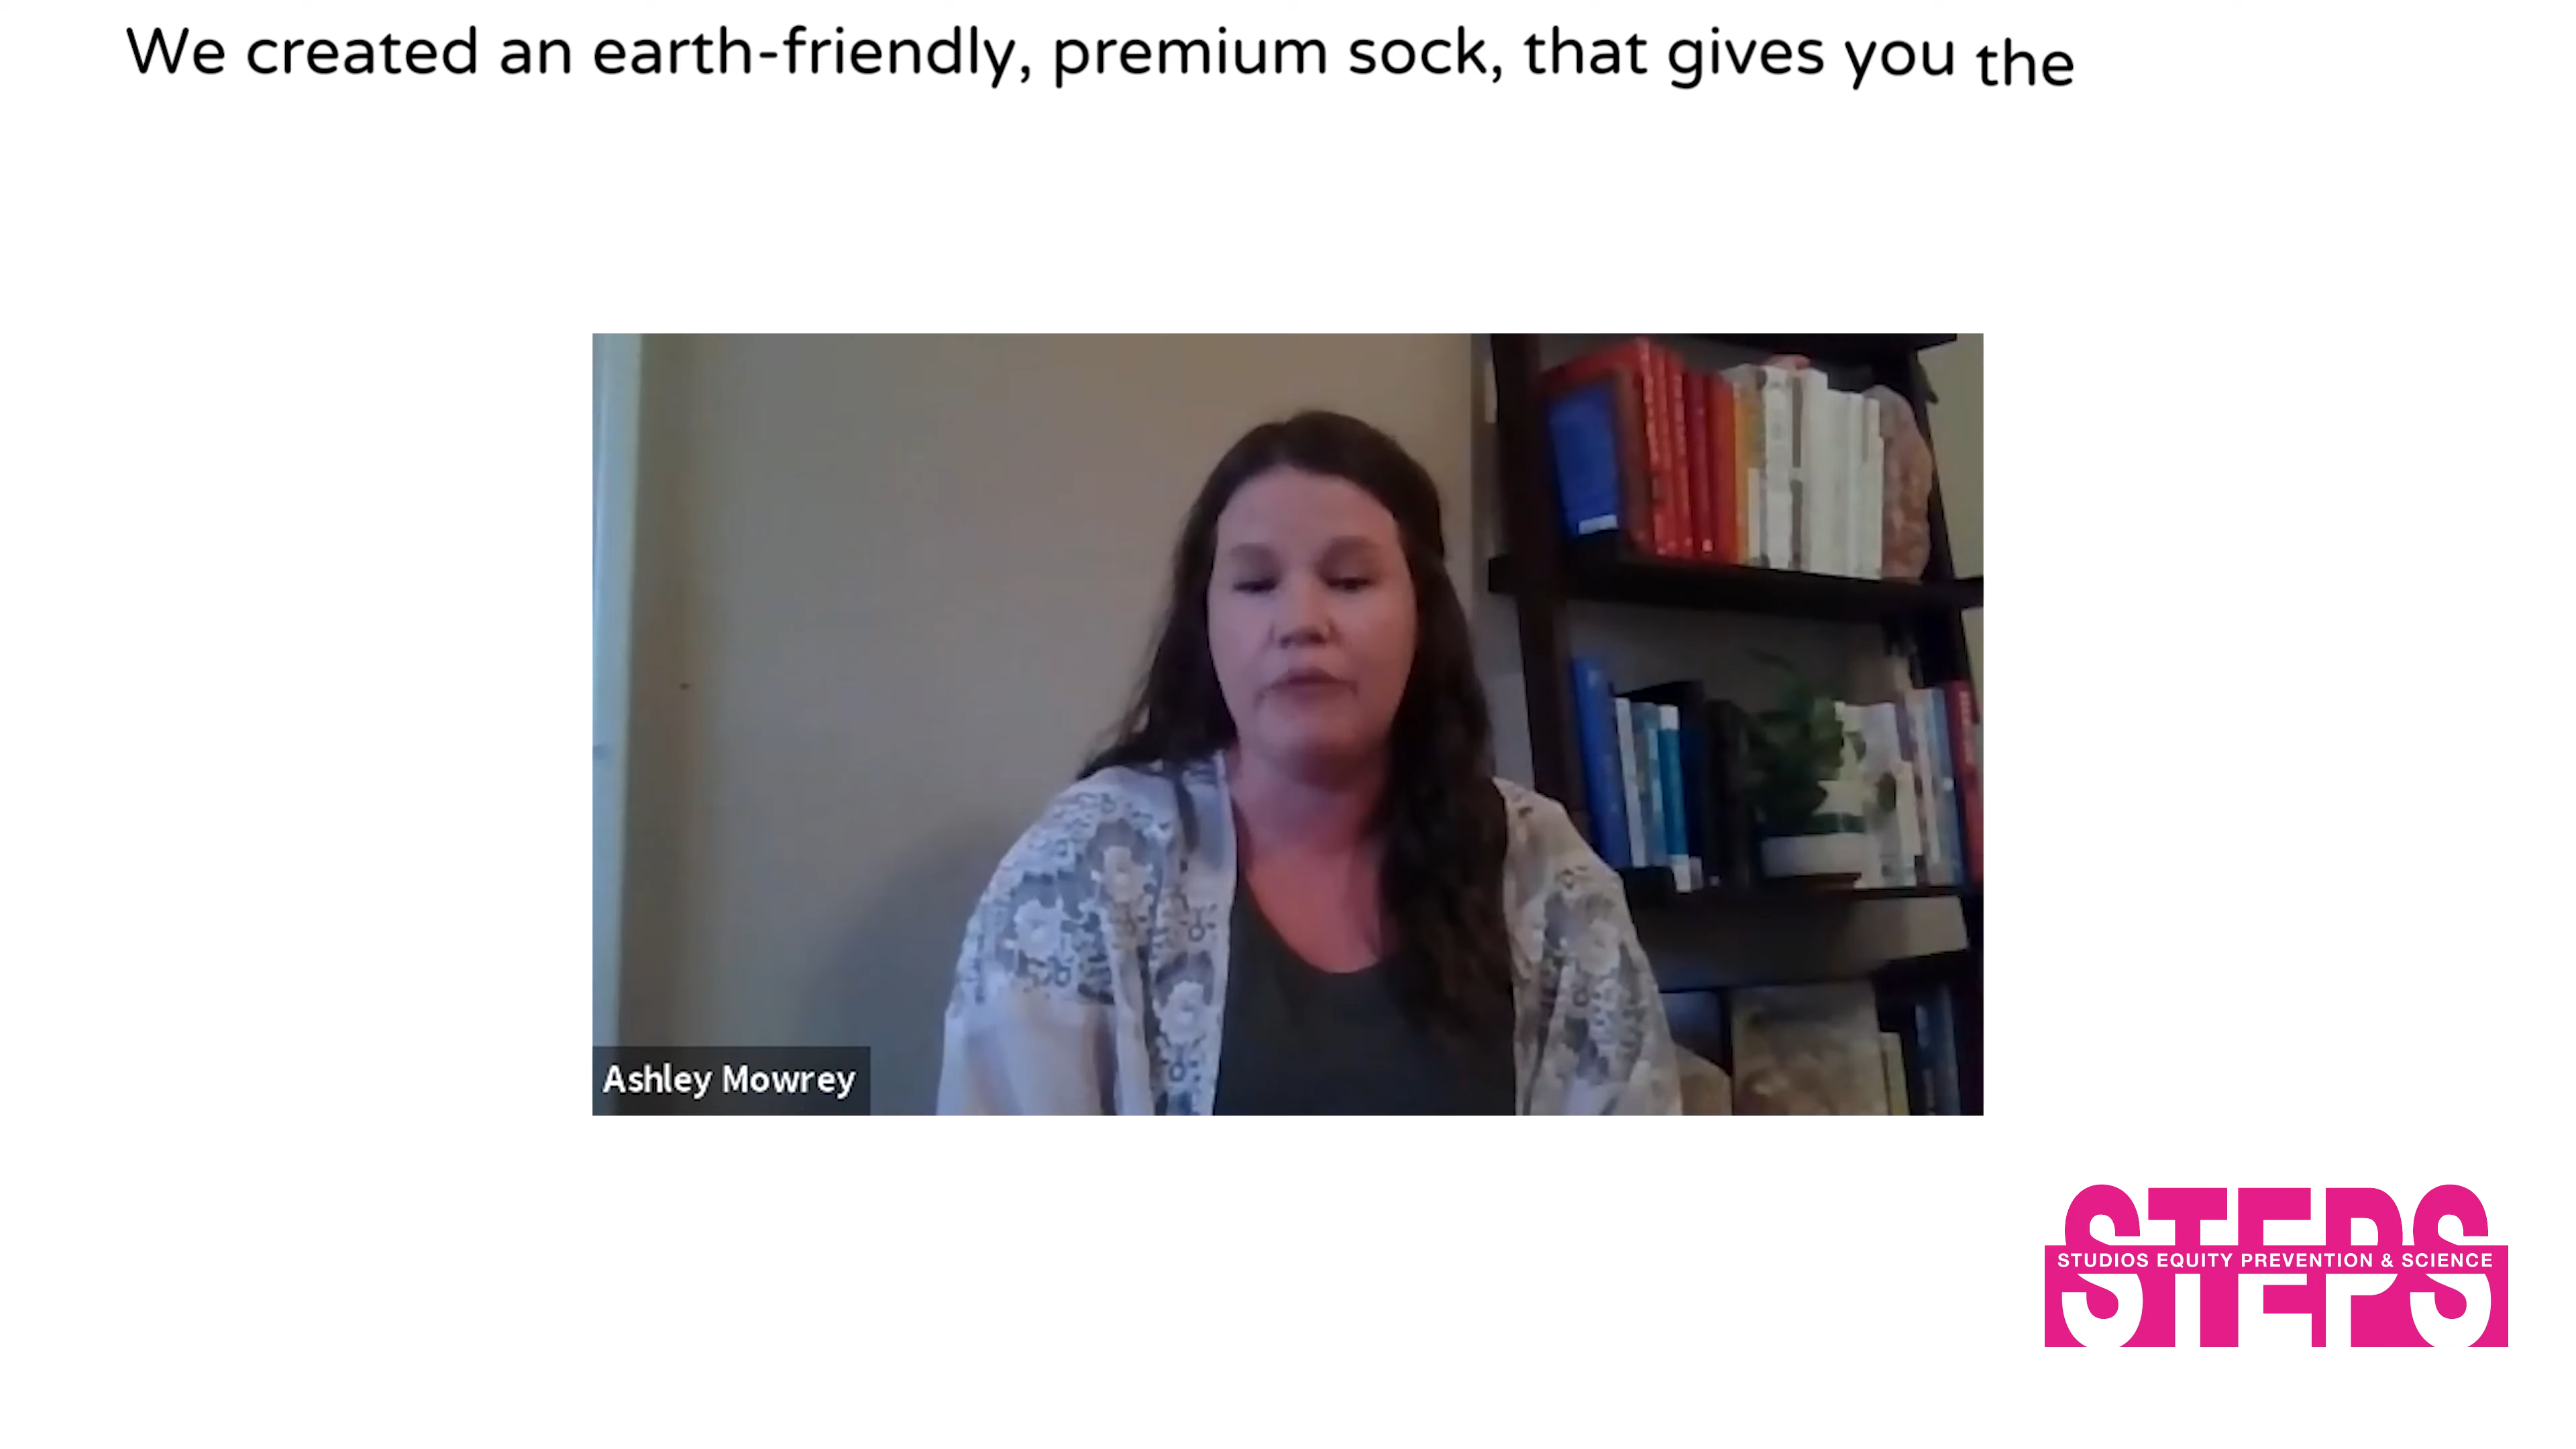 We created an earth-friendly, premium sock, that gives you the
Ashley Mowrey
STEPS
STUDIOS EQUITY PREVENTION & SCIENCE